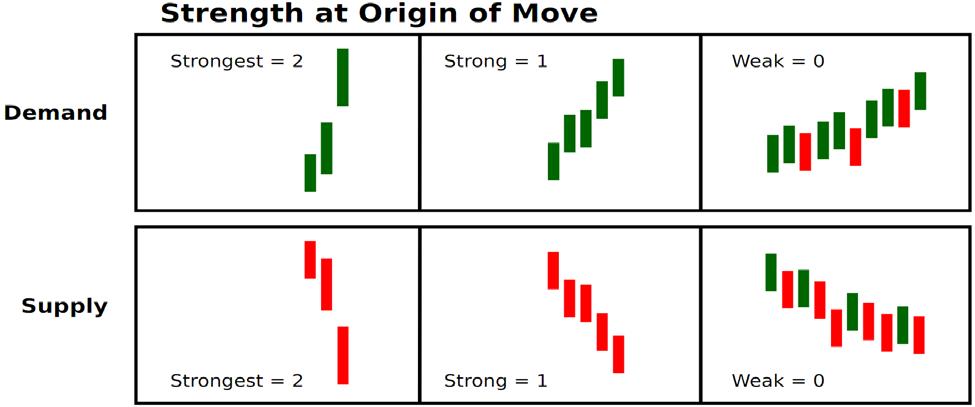 Strength at Origin of Move
Demand
Strongest = 2
Strong = 1
Weak = 0
Supply
Strongest = 2
Strong = 1
Weak = 0